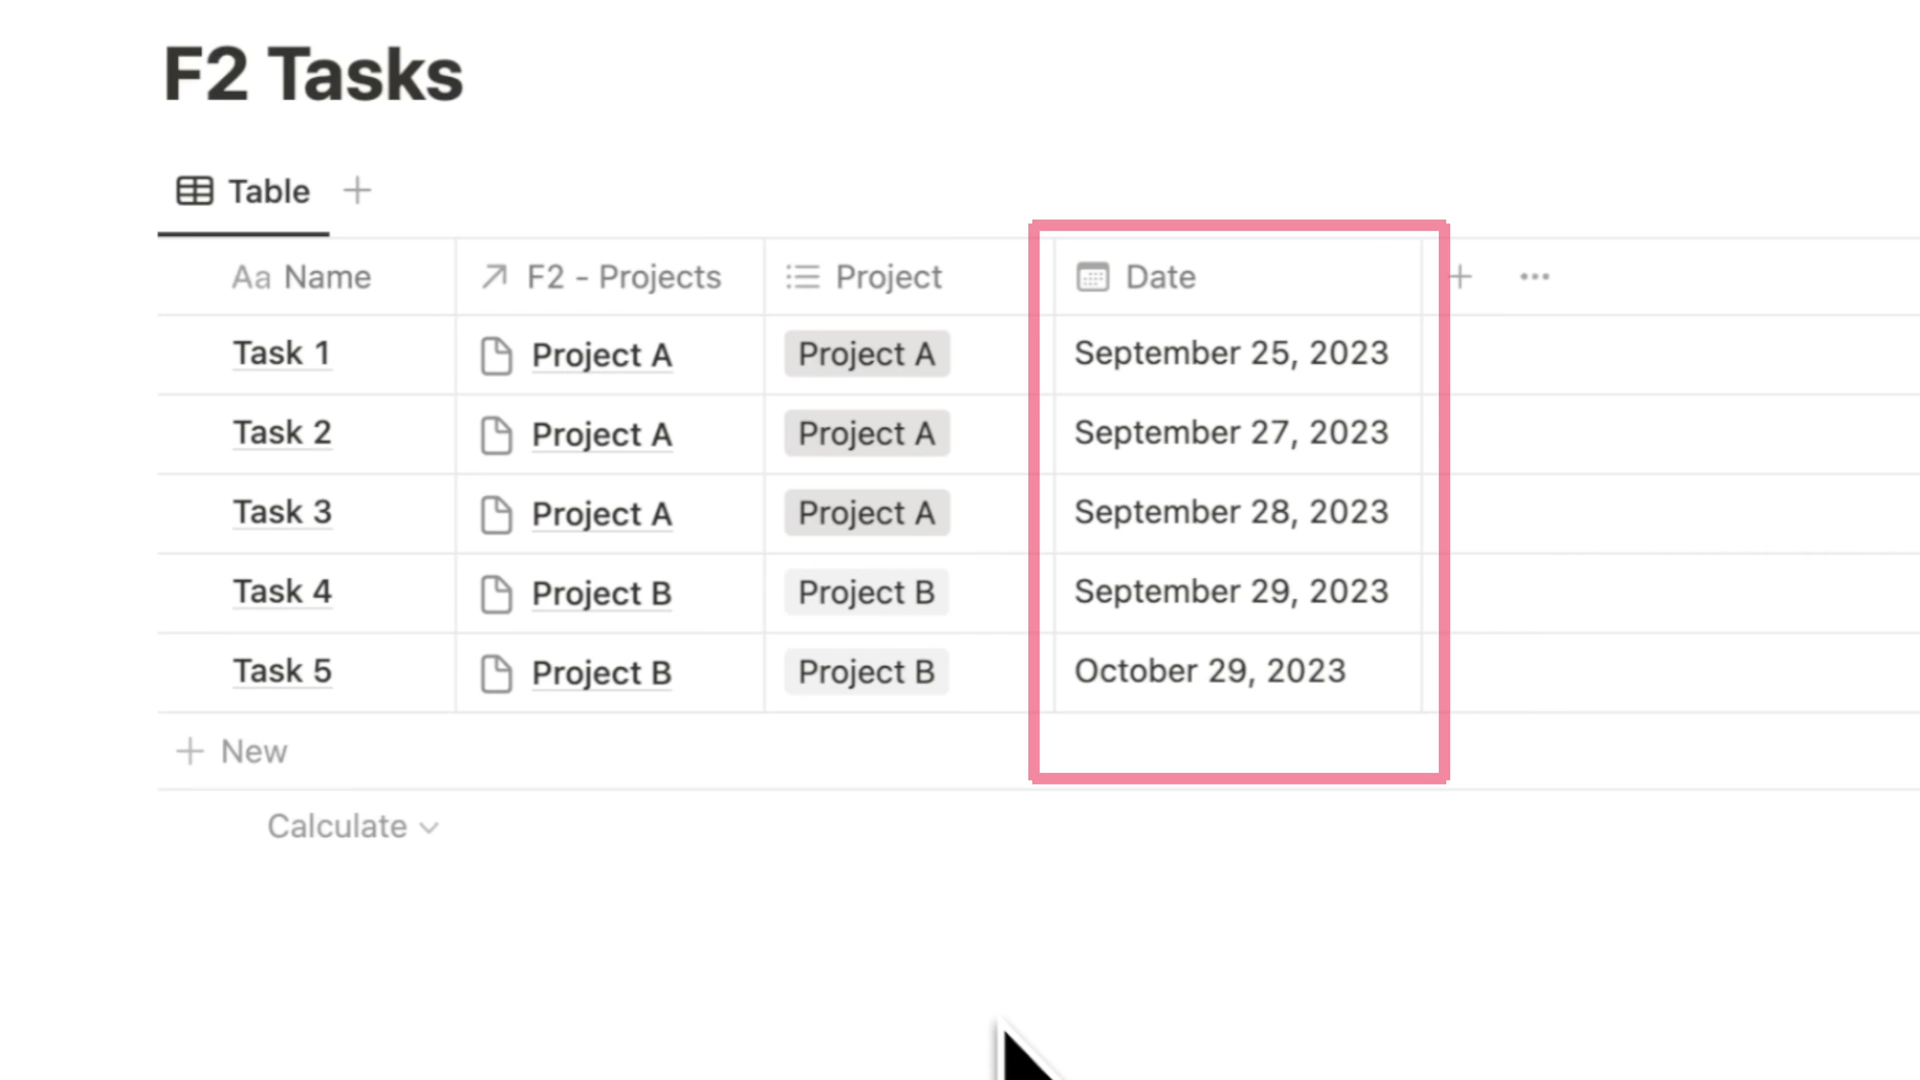 F2 Tasks
Table
Aa Name F2 - Projects Project Date
Task 1 Project A Project A September 25, 2023
Task 2 Project A Project A September 27, 2023
Task 3 Project A Project A September 28, 2023
Task 4 Project B Project B September 29, 2023
Task 5 Project B Project B October 29, 2023
+ New
Calculate